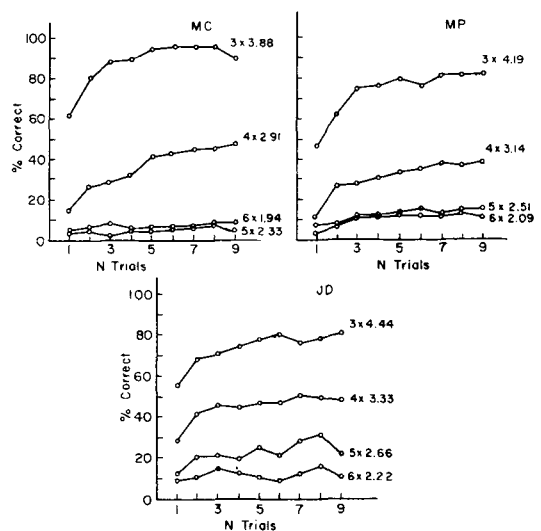 MC
% Correct
100
80
60
40
20
0
3 x 3.88
4 x 2.91
6 x 1.94
5 x 2.33
1 3 5 7 9
N Trials
MP
3 x 4.19
4 x 3.14
5 x 2.51
6 x 2.09
1 3 5 7 9
N Trials
JD
% Correct
100
80
60
40
20
0
3 x 4.44
4 x 3.33
5 x 2.66
6 x 2.22
1 3 5 7 9
N Trials